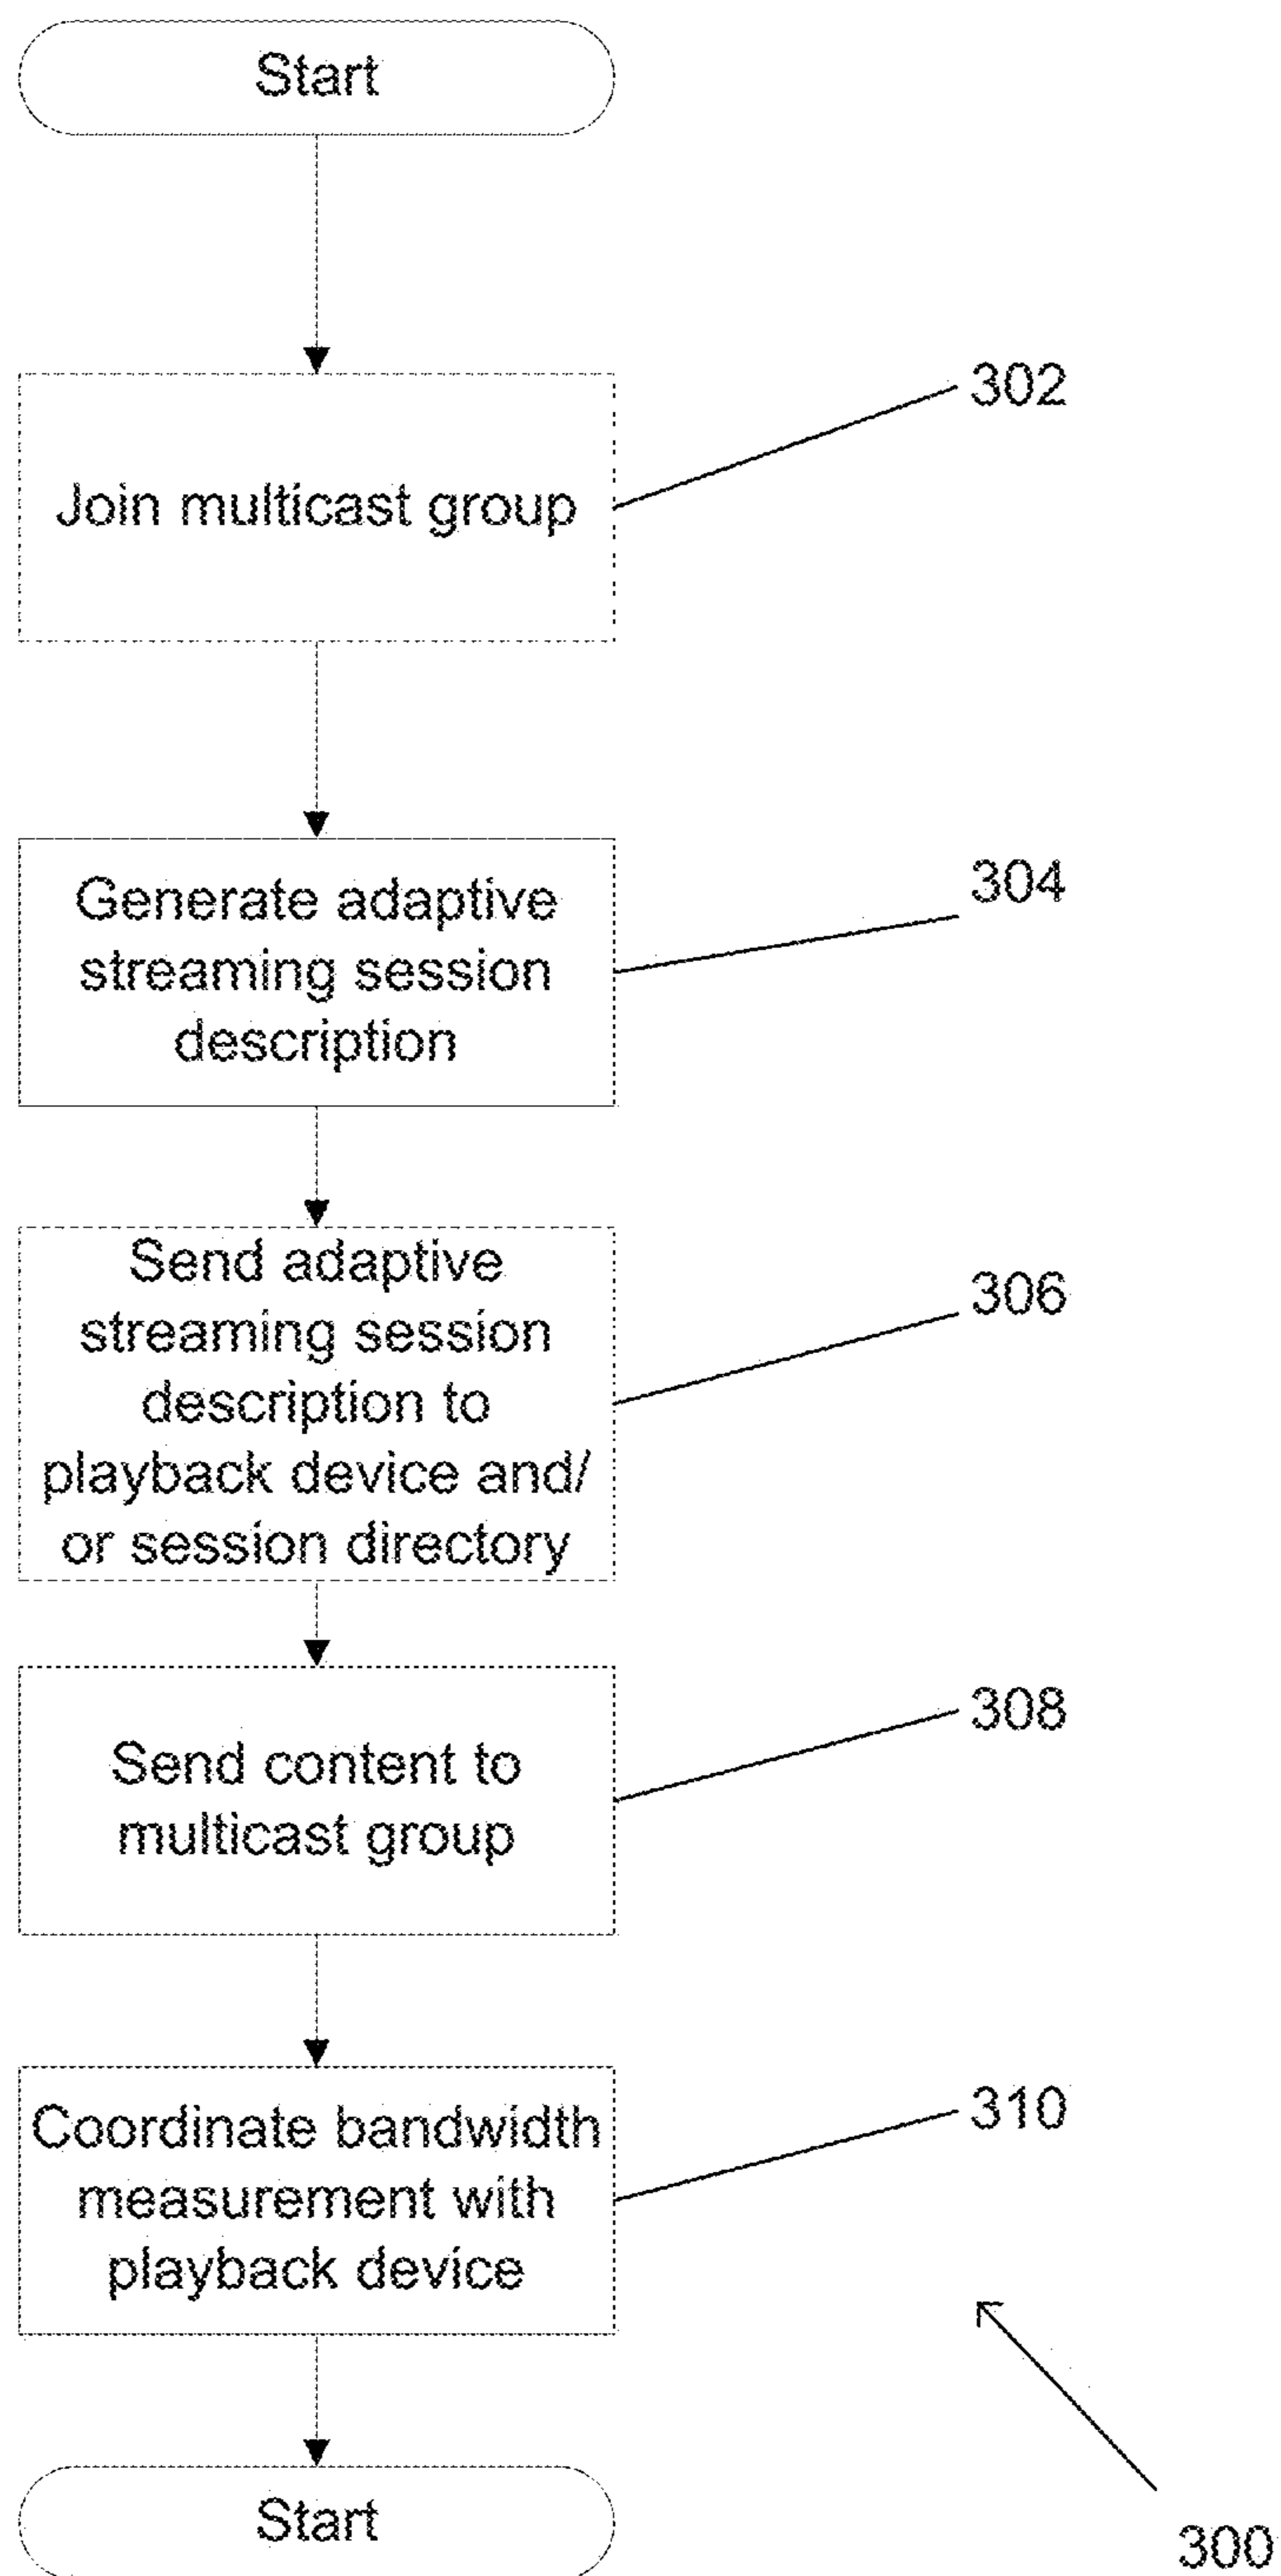 Start
Join multicast group
302
Generate adaptive
streaming session
description
304
Send adaptive
streaming session
description to
playback device and/
or session directory
306
Send content to
multicast group
308
Coordinate bandwidth
measurement with
playback device
310
Start
300